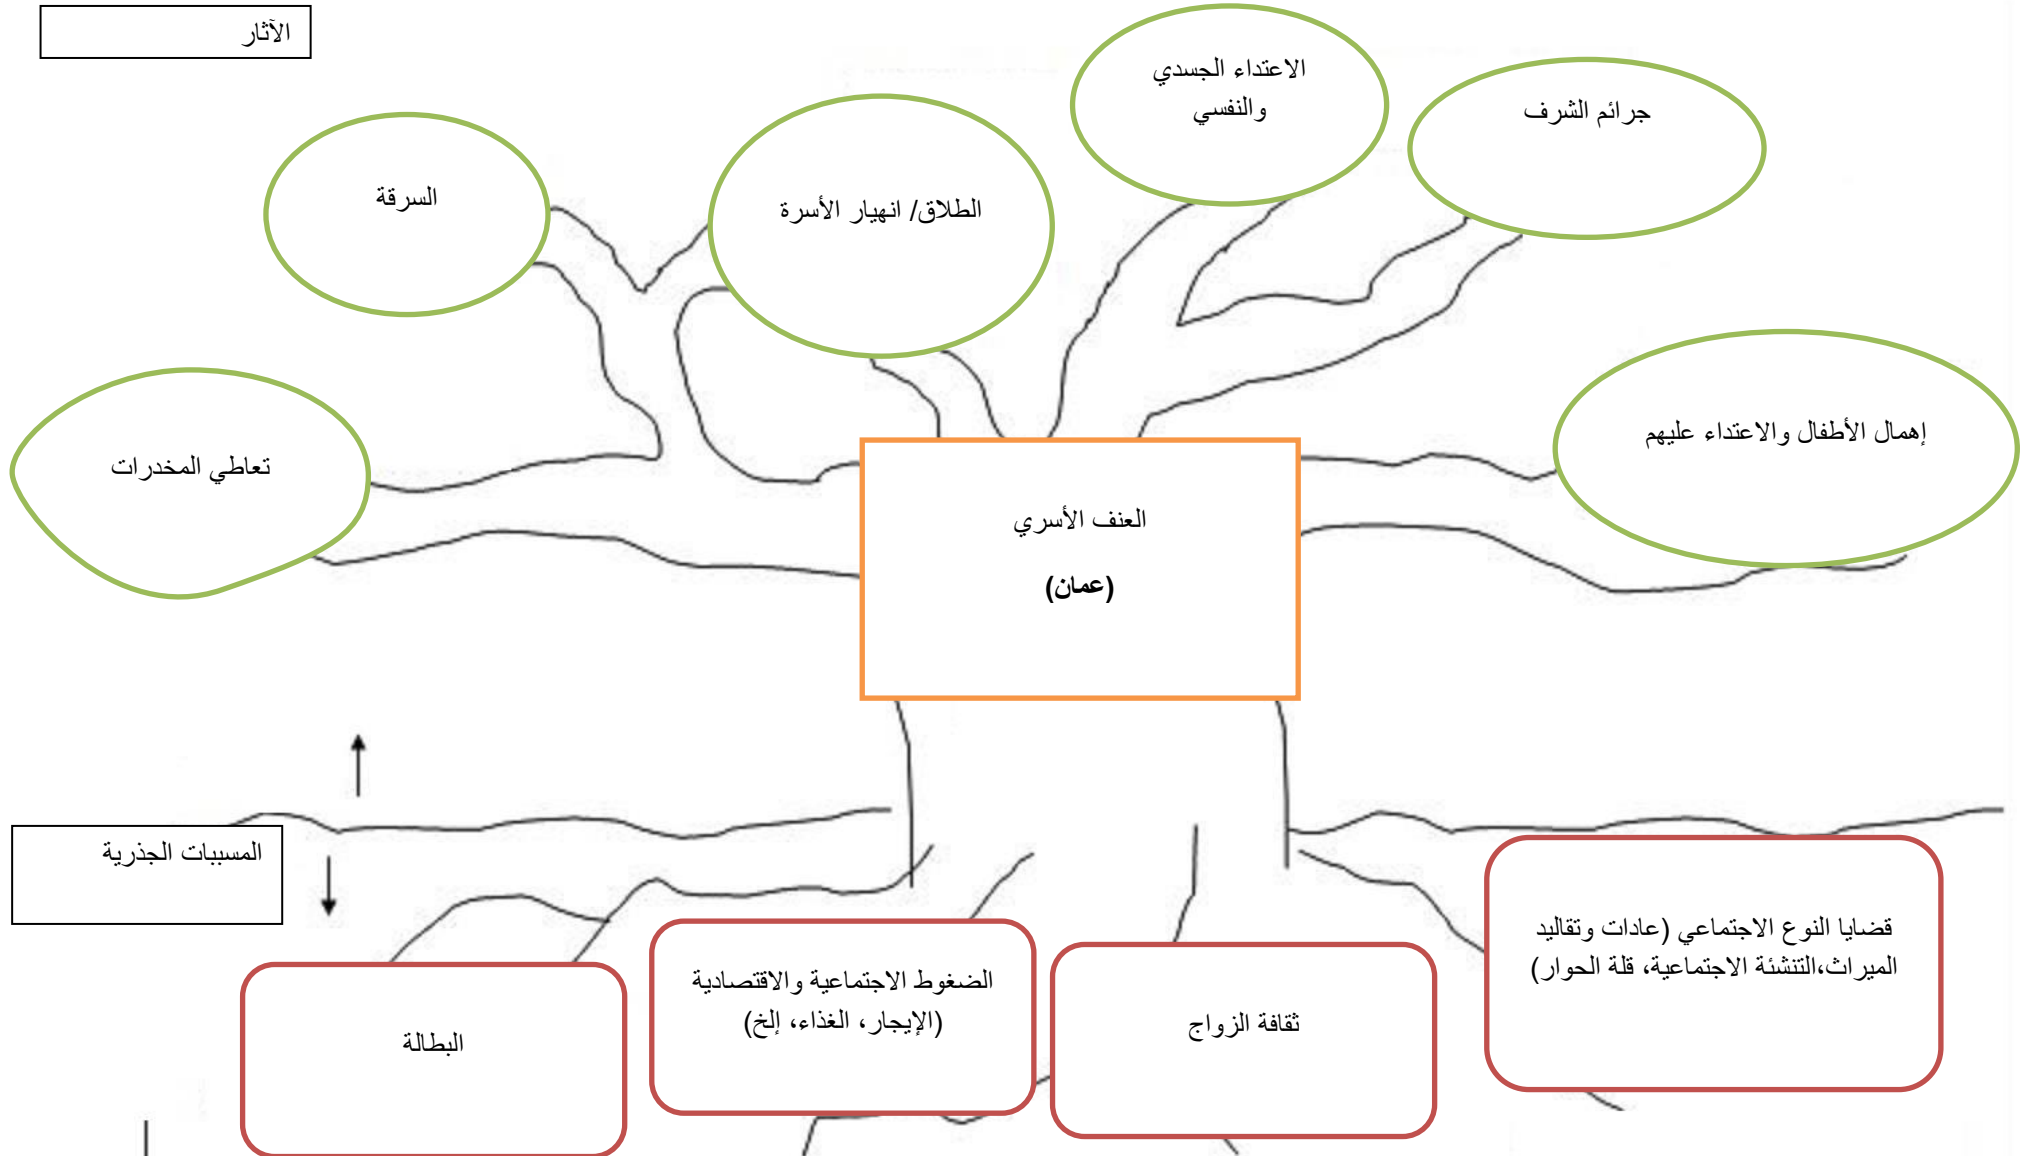 الآثار
الاعتداء الجسدي
والنفسي
جرائم الشرف
السرقة
الطلاق/ انهيار الأسرة
إهمال الأطفال والاعتداء عليهم
تعاطي المخدرات
العنف الأسري
(عمان)
المسببات الجذرية
قضايا النوع الاجتماعي (عادات وتقاليد
الميراث،التنشئة الاجتماعية، قلة الحوار)
الضغوط الاجتماعية والاقتصادية
(الإيجار، الغذاء، إلخ)
ثقافة الزواج
البطالة